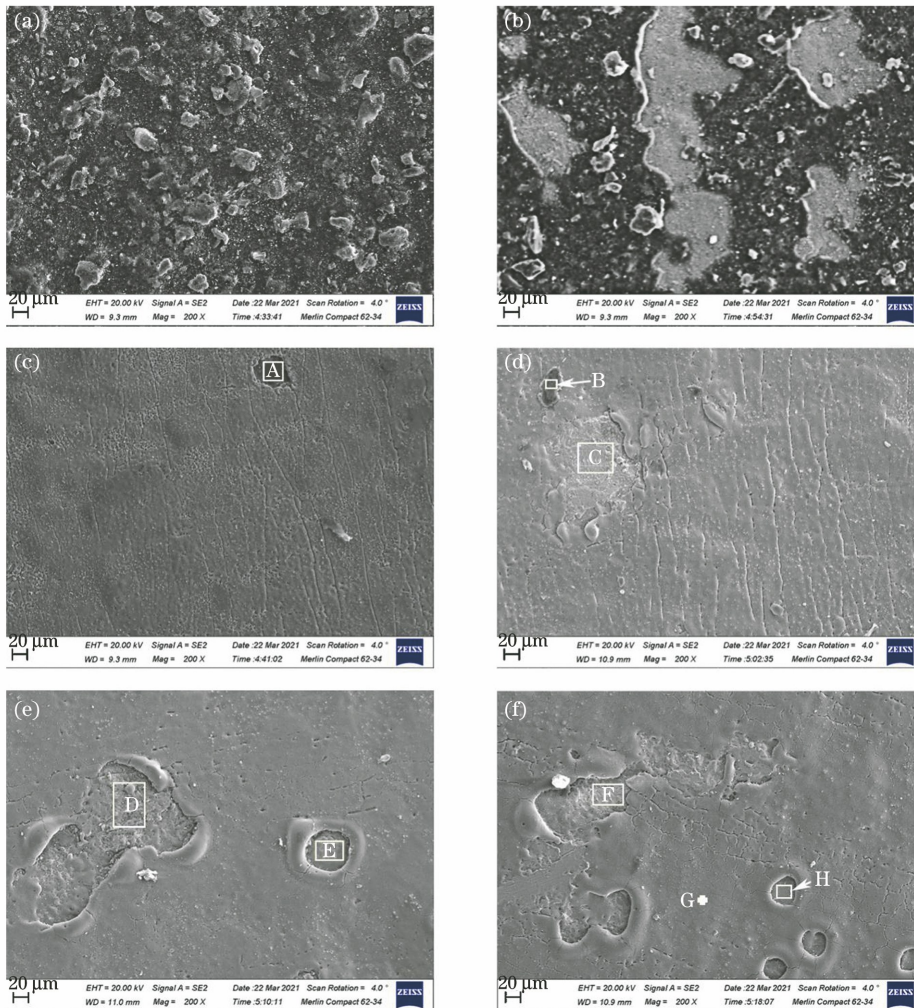 (a)
(b)
20 μm
EHT = 20.00 kV Signal A = SE2 Date :22 Mar 2021 Scan Rotation = 4.0 °
WD = 9.3 mm Mag = 200 X Time :4:33:41 Merlin Compact 62-34
ZEISS
20 μm
EHT = 20.00 kV Signal A = SE2 Date :22 Mar 2021 Scan Rotation = 4.0 °
WD = 9.3 mm Mag = 200 X Time :4:54:31 Merlin Compact 62-34
ZEISS
(c)
A
(d)
B
C
20 μm
EHT = 20.00 kV Signal A = SE2 Date :22 Mar 2021 Scan Rotation = 4.0 °
WD = 9.3 mm Mag = 200 X Time :4:41:02 Merlin Compact 62-34
ZEISS
20 μm
EHT = 20.00 kV Signal A = SE2 Date :22 Mar 2021 Scan Rotation = 4.0 °
WD = 10.9 mm Mag = 200 X Time :5:02:35 Merlin Compact 62-34
ZEISS
(e)
D
E
(f)
F
G
H
20 μm
EHT = 20.00 kV Signal A = SE2 Date :22 Mar 2021 Scan Rotation = 4.0 °
WD = 11.0 mm Mag = 200 X Time :5:10:11 Merlin Compact 62-34
ZEISS
20 μm
EHT = 20.00 kV Signal A = SE2 Date :22 Mar 2021 Scan Rotation = 4.0 °
WD = 10.9 mm Mag = 200 X Time :5:18:07 Merlin Compact 62-34
ZEISS